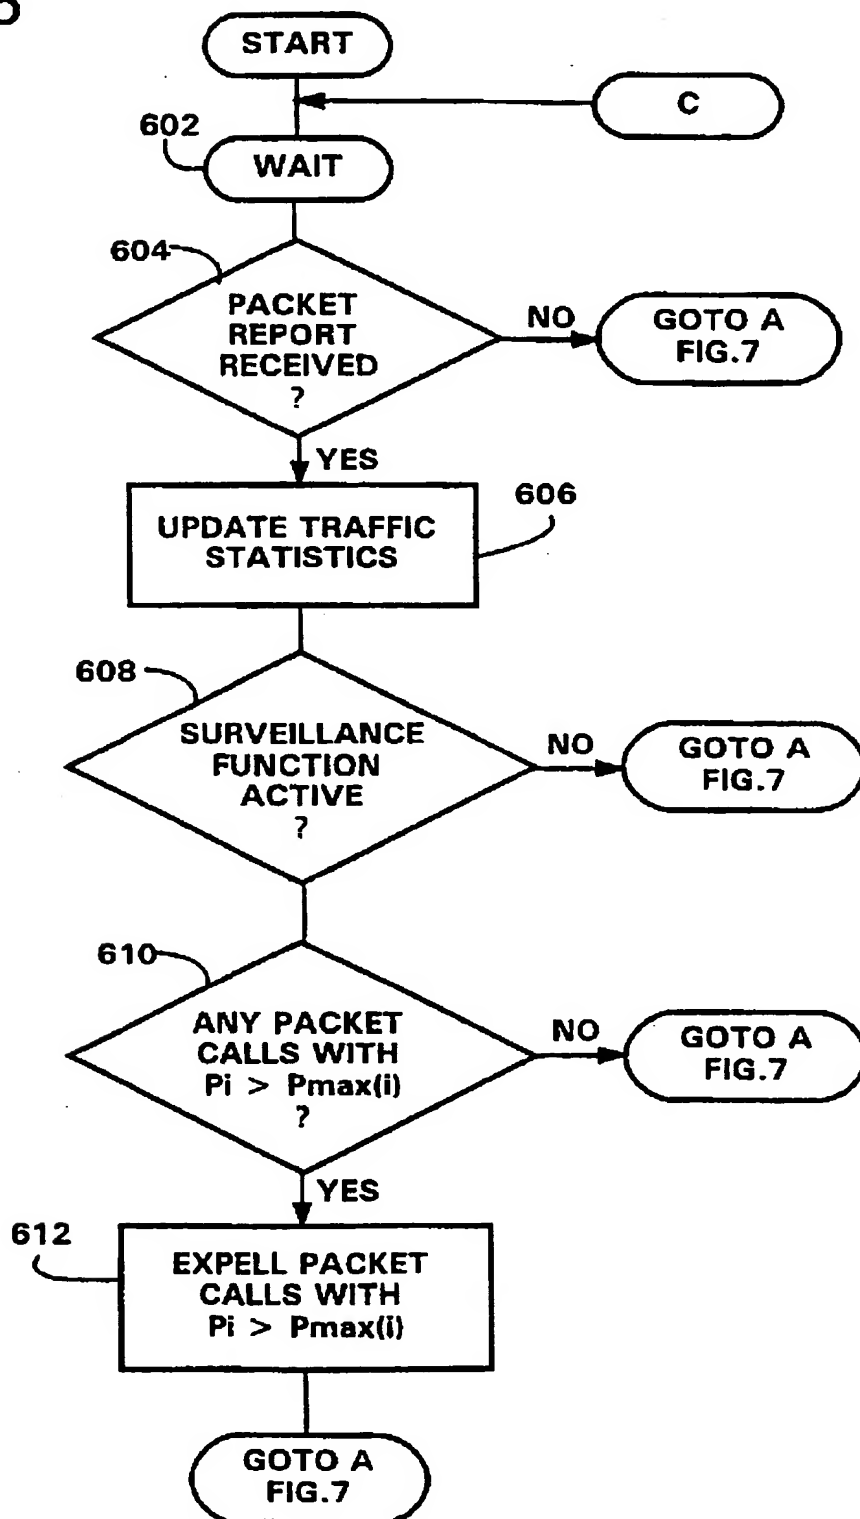 START
C
602
WAIT
604
PACKET
REPORT
RECEIVED
?
NO
GOTO A
FIG.7
YES
606
UPDATE TRAFFIC
STATISTICS
608
SURVEILLANCE
FUNCTION
ACTIVE
?
NO
GOTO A
FIG.7
610
ANY PACKET
CALLS WITH
Pi > Pmax(i)
?
NO
GOTO A
FIG.7
YES
612
EXPELL PACKET
CALLS WITH
Pi > Pmax(i)
GOTO A
FIG.7